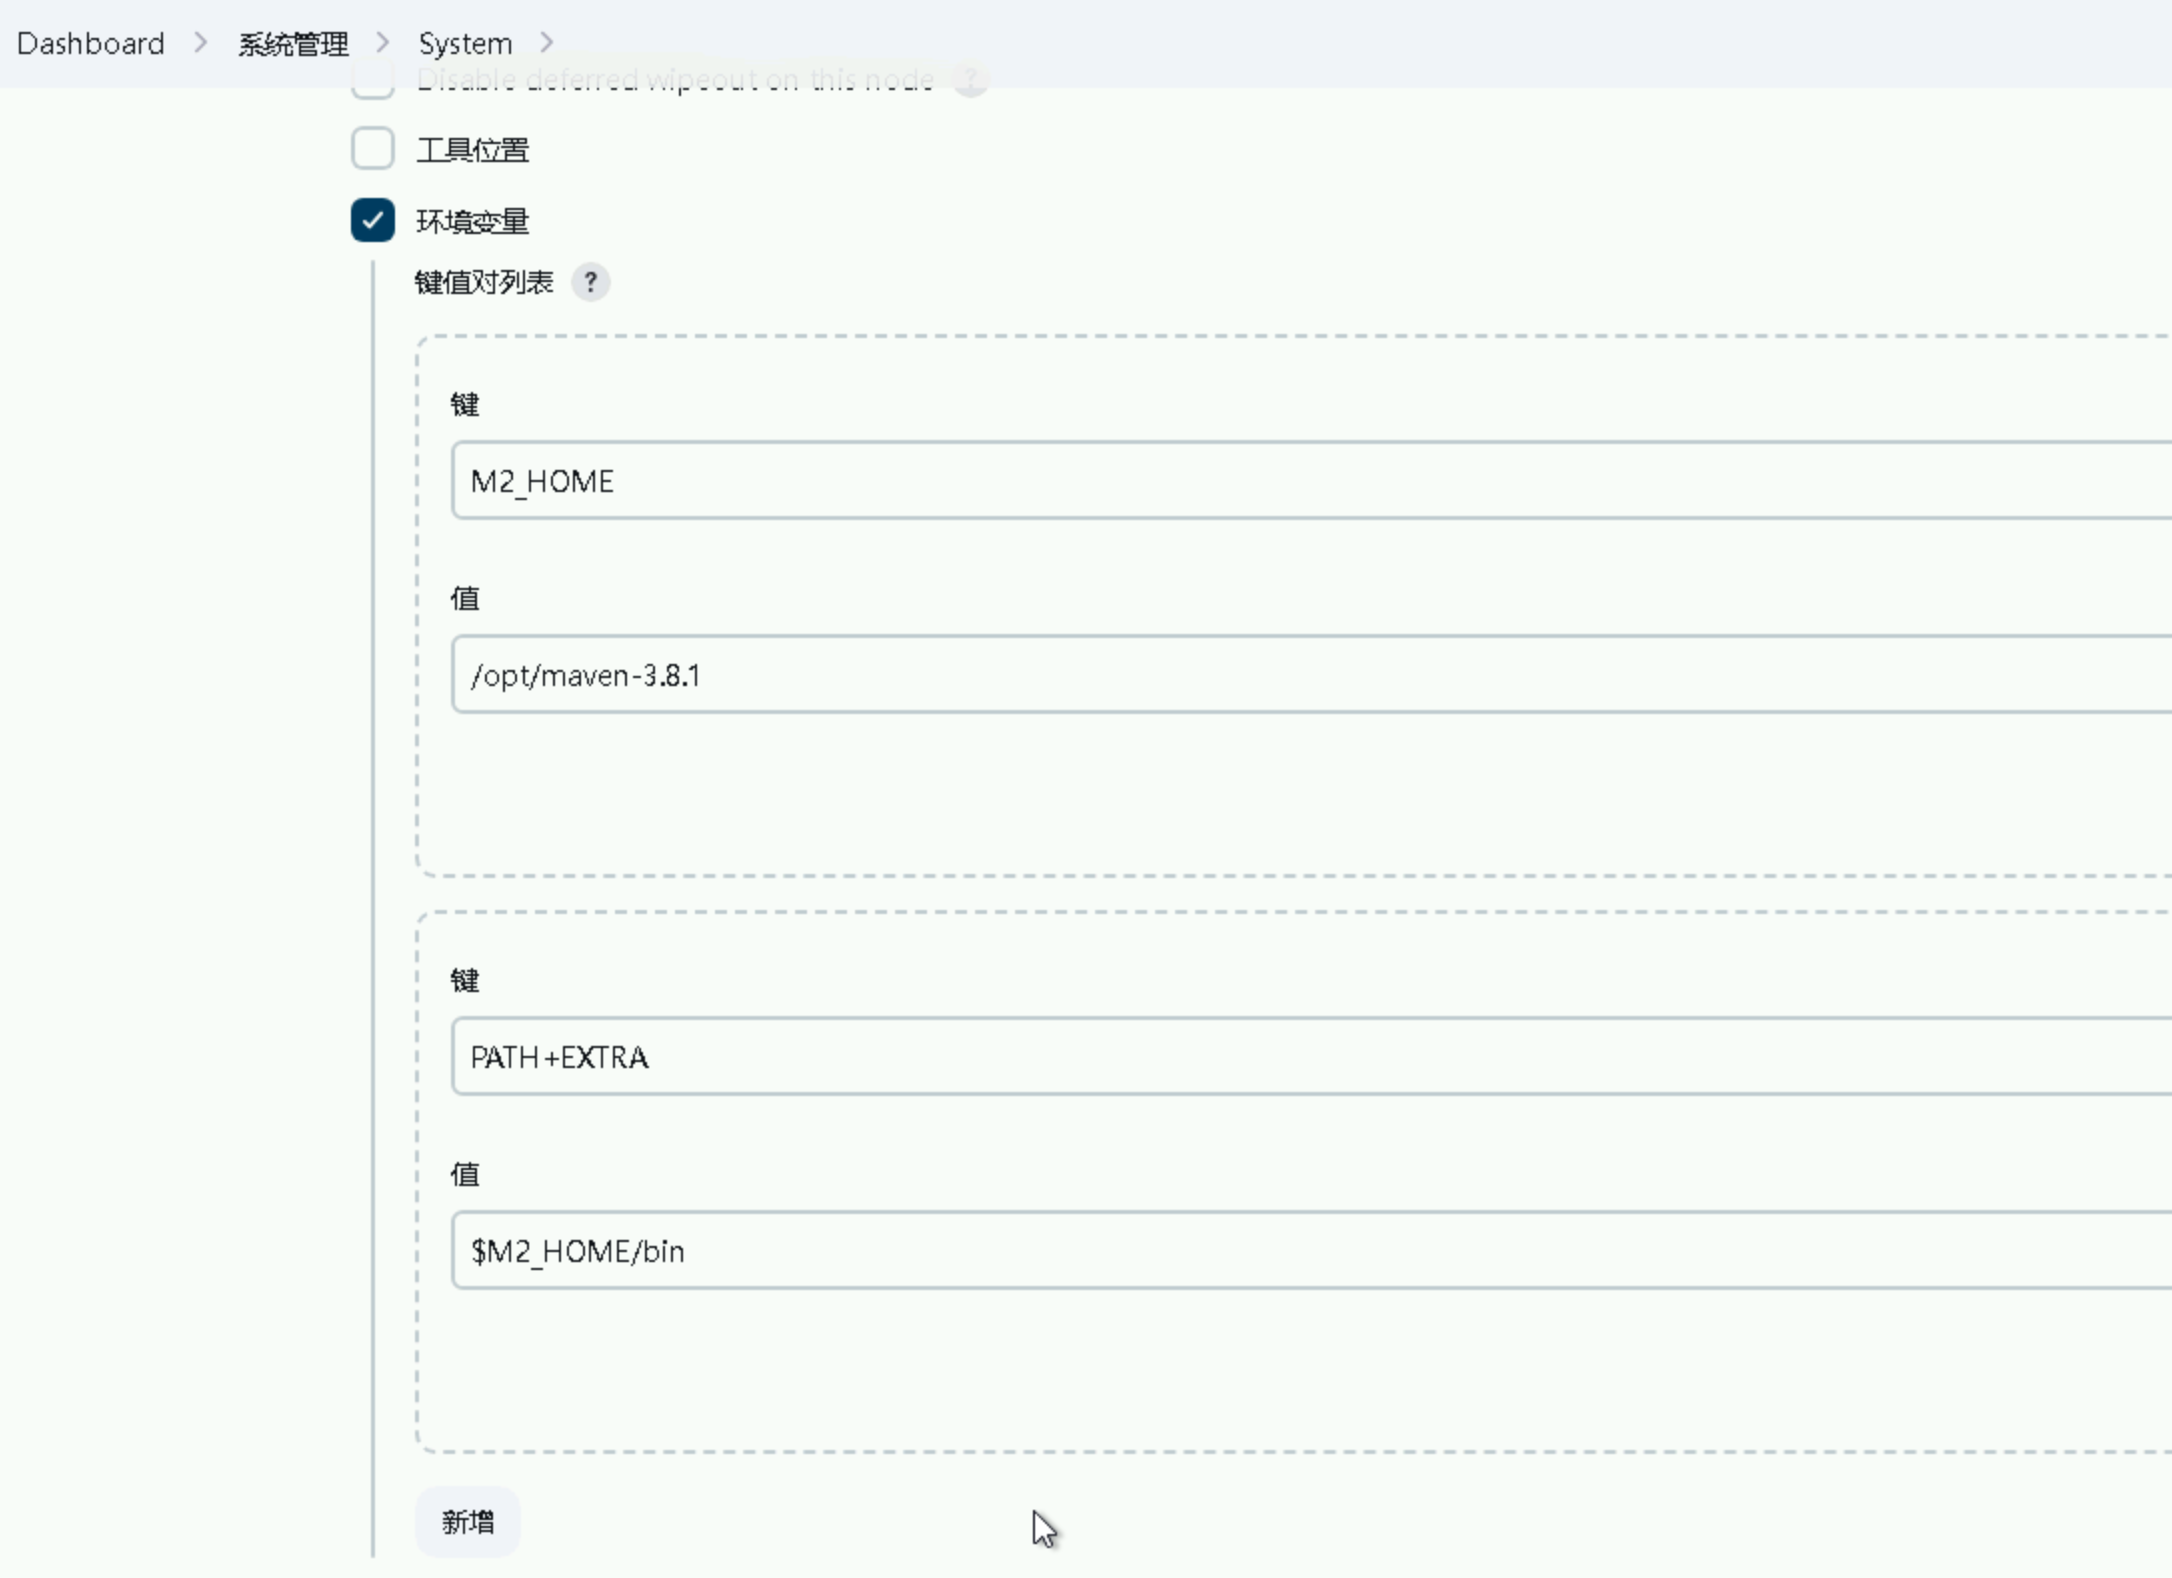 Dashboard > 系统管理 > System >
Disable deferred wipeout on this node ?
工具位置
环境变量
键值对列表 ?
键
M2_HOME
值
/opt/maven-3.8.1
键
PATH+EXTRA
值
$M2_HOME/bin
新增